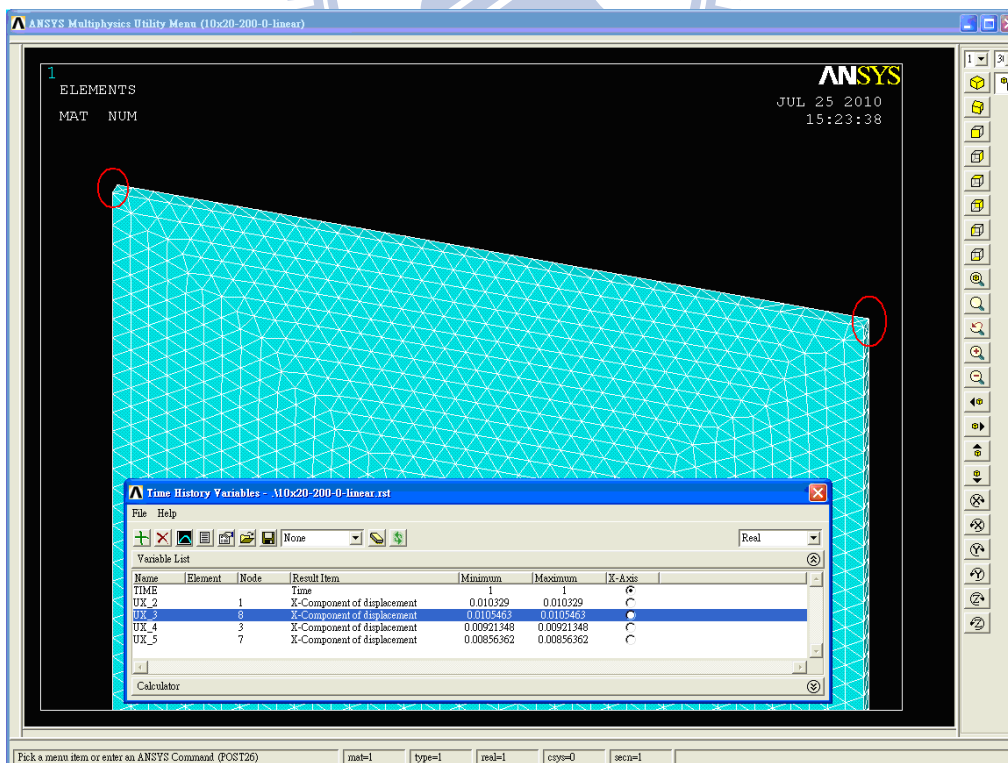 ANSYS Multiphysics Utility Menu (10x20-200-0-linear)
1
ANSYS
ELEMENTS
MAT NUM
JUL 25 2010
15:23:38
1
Time History Variables - .\10x20-200-0-linear.rst
File Help
None
Real
Variable List
Name Element Node Result Item Minimum Maximum X-Axis
TIME Time 1 1
UX_2 1 X-Component of displacement 0.010329 0.010329
UX_3 8 X-Component of displacement 0.0105463 0.0105463
UX_4 3 X-Component of displacement 0.00921348 0.00921348
UX_5 7 X-Component of displacement 0.00856362 0.00856362
Calculator
Pick a menu item or enter an ANSYS Command (POST26) mat=1 type=1 real=1 csys=0 secn=1